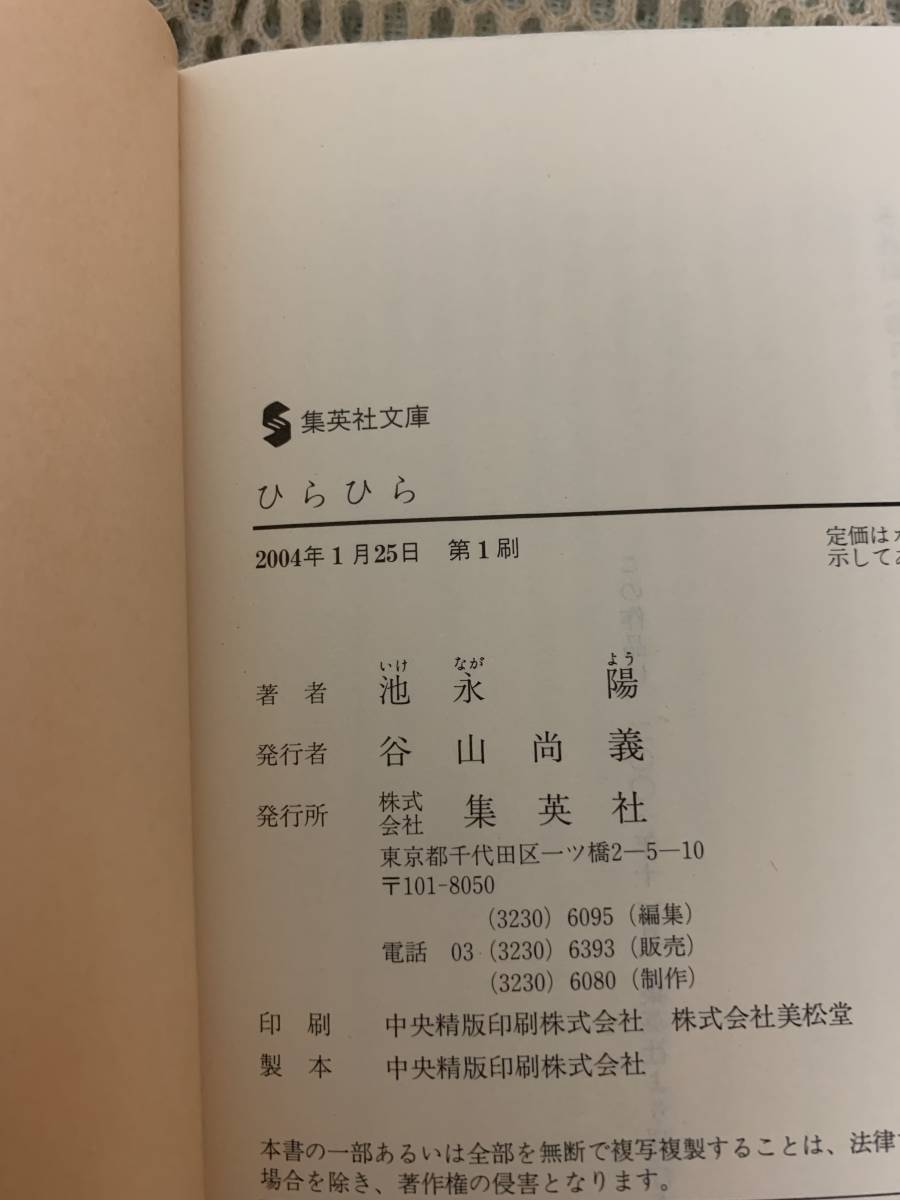 集英社文庫
ひらひら
2004年1月25日 第1刷
定価は
示して
著者 池永 陽
いけ なが よう
発行者 谷山尚義
発行所 株式会社 集英社
東京都千代田区一ツ橋2―5―10
〒101-8050
(3230) 6095 (編集)
電話 03 (3230) 6393 (販売)
(3230) 6080 (制作)
印刷 中央精版印刷株式会社 株式会社美松堂
製本 中央精版印刷株式会社
本書の一部あるいは全部を無断で複写複製することは、法律
場合を除き、著作権の侵害となります。